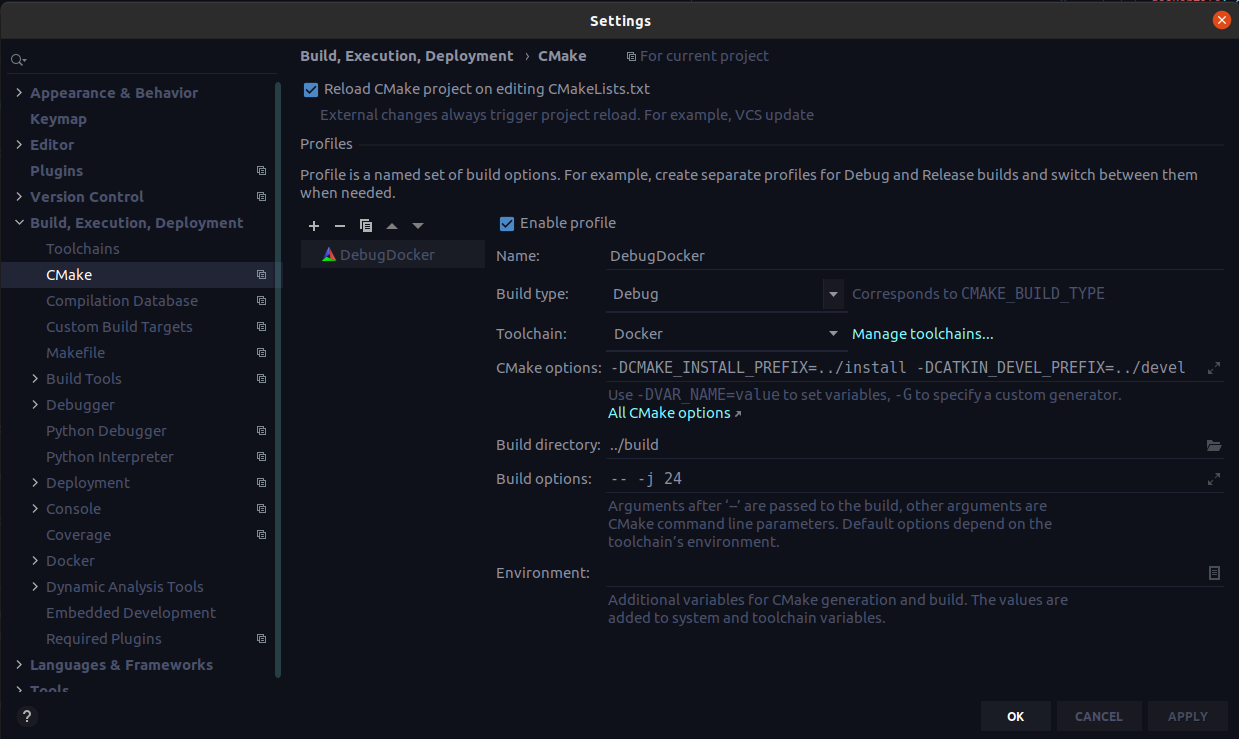 Settings
Appearance & Behavior
Keymap
Editor
Plugins
Version Control
Build, Execution, Deployment
Toolchains
CMake
Compilation Database
Custom Build Targets
Makefile
Build Tools
Debugger
Python Debugger
Python Interpreter
Deployment
Console
Coverage
Docker
Dynamic Analysis Tools
Embedded Development
Required Plugins
Languages & Frameworks
Tools
?
Build, Execution, Deployment › CMake For current project
Reload CMake project on editing CMakeLists.txt
External changes always trigger project reload. For example, VCS update
Profiles
Profile is a named set of build options. For example, create separate profiles for Debug and Release builds and switch between them
when needed.
DebugDocker
Enable profile
Name: DebugDocker
Build type: Debug Corresponds to CMAKE_BUILD_TYPE
Toolchain: Docker Manage toolchains...
CMake options: -DCMAKE_INSTALL_PREFIX=../install -DCATKIN_DEVEL_PREFIX=../devel
Use -DVAR_NAME=value to set variables, -G to specify a custom generator.
All CMake options ↗
Build directory: ../build
Build options: -- -j 24
Arguments after ‘--’ are passed to the build, other arguments are
CMake command line parameters. Default options depend on the
toolchain’s environment.
Environment:
Additional variables for CMake generation and build. The values are
added to system and toolchain variables.
OK CANCEL APPLY